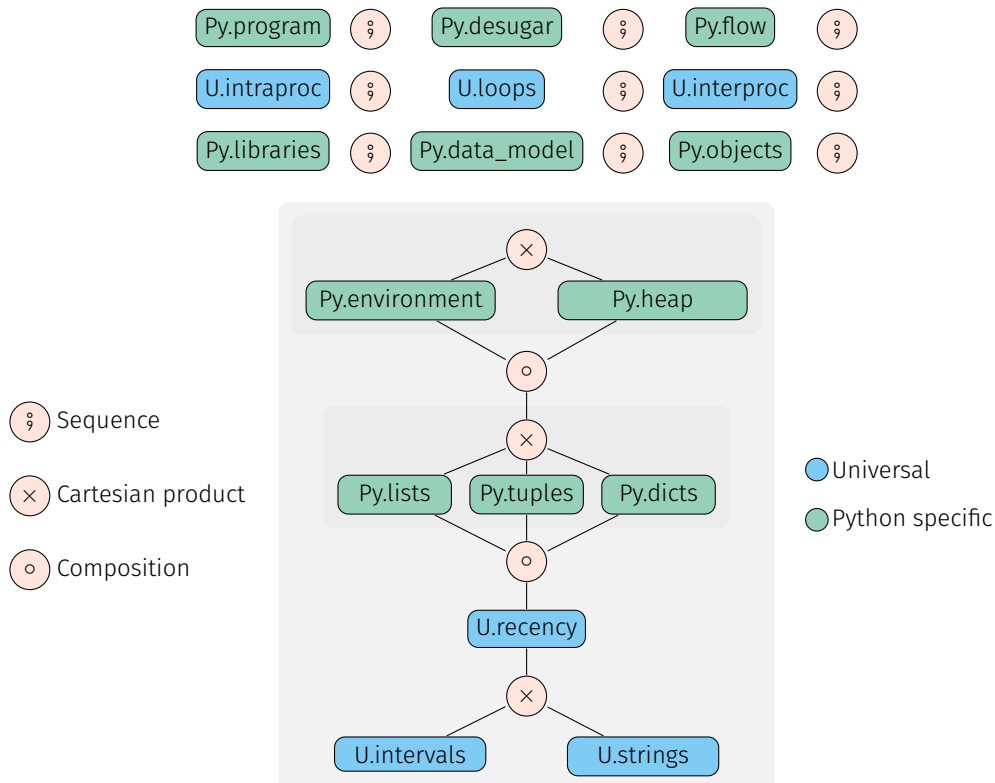 Py.program ⨟ Py.desugar ⨟ Py.flow ⨟
U.intraproc ⨟ U.loops ⨟ U.interproc ⨟
Py.libraries ⨟ Py.data_model ⨟ Py.objects ⨟
×
Py.environment Py.heap
∘
×
Py.lists Py.tuples Py.dicts
∘
U.recency
×
U.intervals U.strings
⨟ Sequence
× Cartesian product
∘ Composition
Universal
Python specific